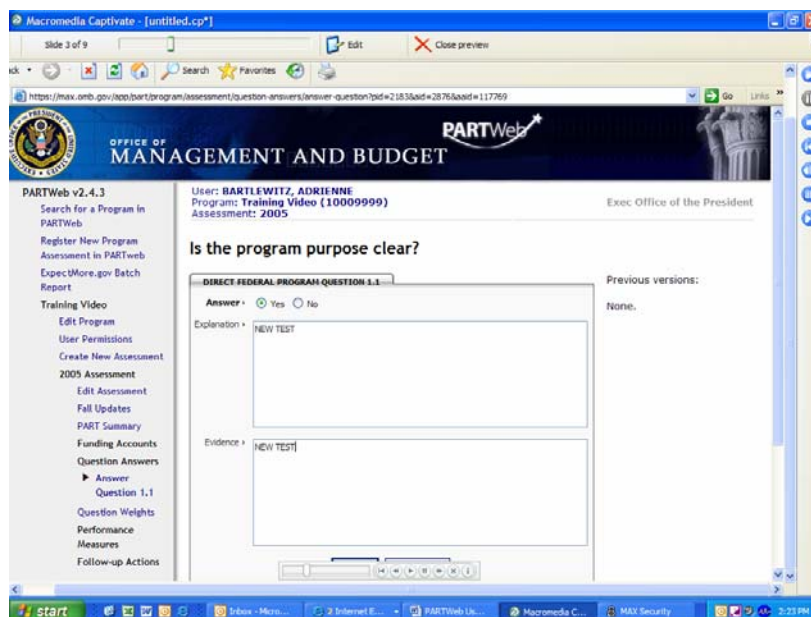 Macromedia Captivate - [untitled.cp*]
Slide 3 of 9
Edit
Close preview
Search
Favorites
https://max.omb.gov/app/part/program/assessment/question-answers/answer-question?pid=2183&aid=2876&aaid=117769
Go
Links
OFFICE OF
MANAGEMENT AND BUDGET
PARTWeb
PARTWeb v2.4.3
Search for a Program in
PARTWeb
Register New Program
Assessment in PARTweb
ExpectMore.gov Batch
Report
Training Video
Edit Program
User Permissions
Create New Assessment
2005 Assessment
Edit Assessment
Fall Updates
PART Summary
Funding Accounts
Question Answers
Answer
Question 1.1
Question Weights
Performance
Measures
Follow-up Actions
User: BARTLEWITZ, ADRIENNE
Program: Training Video (10009999)
Assessment: 2005
Exec Office of the President
Is the program purpose clear?
DIRECT FEDERAL PROGRAM QUESTION 1.1
Answer
Yes
No
Explanation
NEW TEST
Evidence
NEW TEST
Previous versions:
None.
start
Inbox - Micro...
2 Internet E...
PARTWeb Us...
Macromedia C...
MAX Security
2:23 PM